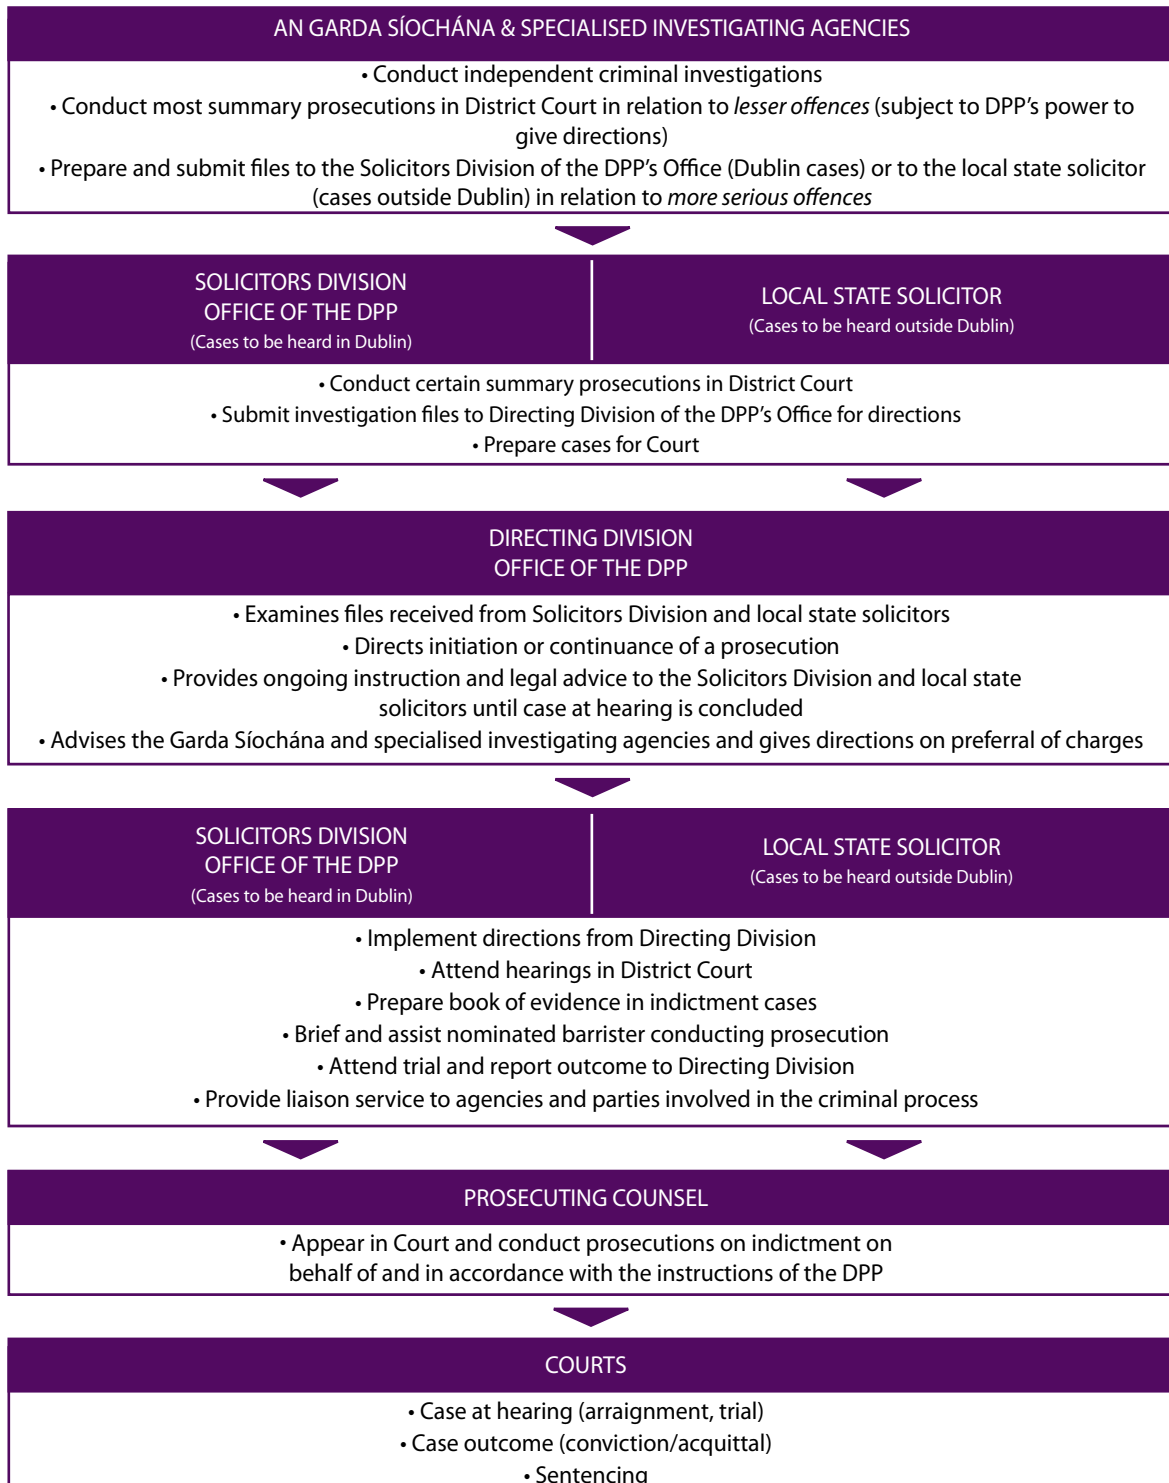 AN GARDA SÍOCHÁNA & SPECIALISED INVESTIGATING AGENCIES
• Conduct independent criminal investigations
• Conduct most summary prosecutions in District Court in relation to lesser offences (subject to DPP's power to
give directions)
• Prepare and submit files to the Solicitors Division of the DPP's Office (Dublin cases) or to the local state solicitor
(cases outside Dublin) in relation to more serious offences
SOLICITORS DIVISION
OFFICE OF THE DPP
(Cases to be heard in Dublin)
LOCAL STATE SOLICITOR
(Cases to be heard outside Dublin)
• Conduct certain summary prosecutions in District Court
• Submit investigation files to Directing Division of the DPP's Office for directions
• Prepare cases for Court
DIRECTING DIVISION
OFFICE OF THE DPP
• Examines files received from Solicitors Division and local state solicitors
• Directs initiation or continuance of a prosecution
• Provides ongoing instruction and legal advice to the Solicitors Division and local state
solicitors until case at hearing is concluded
• Advises the Garda Síochána and specialised investigating agencies and gives directions on preferral of charges
SOLICITORS DIVISION
OFFICE OF THE DPP
(Cases to be heard in Dublin)
LOCAL STATE SOLICITOR
(Cases to be heard outside Dublin)
• Implement directions from Directing Division
• Attend hearings in District Court
• Prepare book of evidence in indictment cases
• Brief and assist nominated barrister conducting prosecution
• Attend trial and report outcome to Directing Division
• Provide liaison service to agencies and parties involved in the criminal process
PROSECUTING COUNSEL
• Appear in Court and conduct prosecutions on indictment on
behalf of and in accordance with the instructions of the DPP
COURTS
• Case at hearing (arraignment, trial)
• Case outcome (conviction/acquittal)
• Sentencing